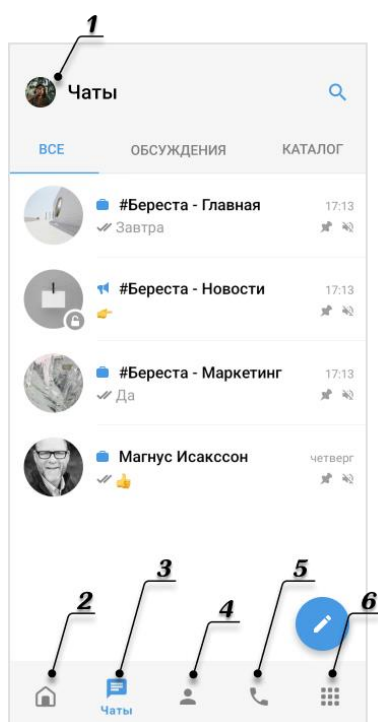 1
Чаты
ВСЕ ОБСУЖДЕНИЯ КАТАЛОГ
#Береста - Главная 17:13
Завтра
#Береста - Новости 17:13
#Береста - Маркетинг 17:13
Да
Магнус Исакссон четверг
2 3 4 5 6
Чаты